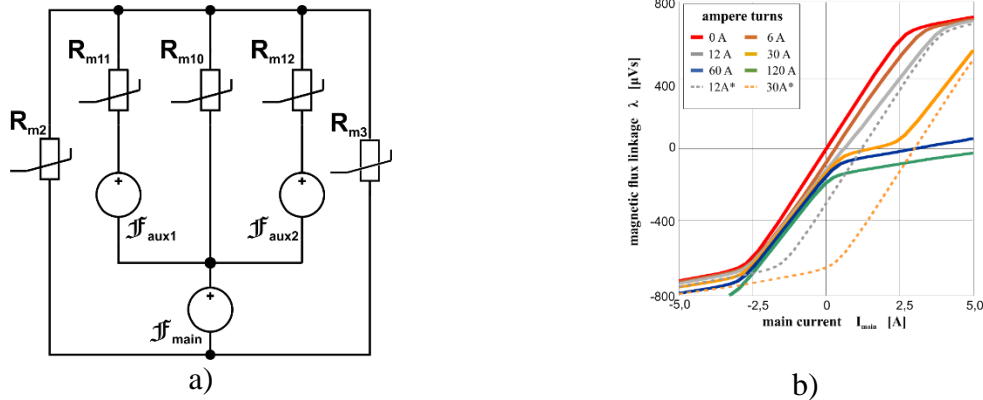 R_m11
R_m10
R_m12
R_m2
R_m3
ℱ_aux1
ℱ_aux2
ℱ_main
a)
magnetic flux linkage λ [µVs]
800
400
0
-400
-800
ampere turns
0 A
6 A
12 A
30 A
60 A
120 A
12A*
30A*
-5,0
-2,5
0
2,5
5,0
main current I_main [A]
b)